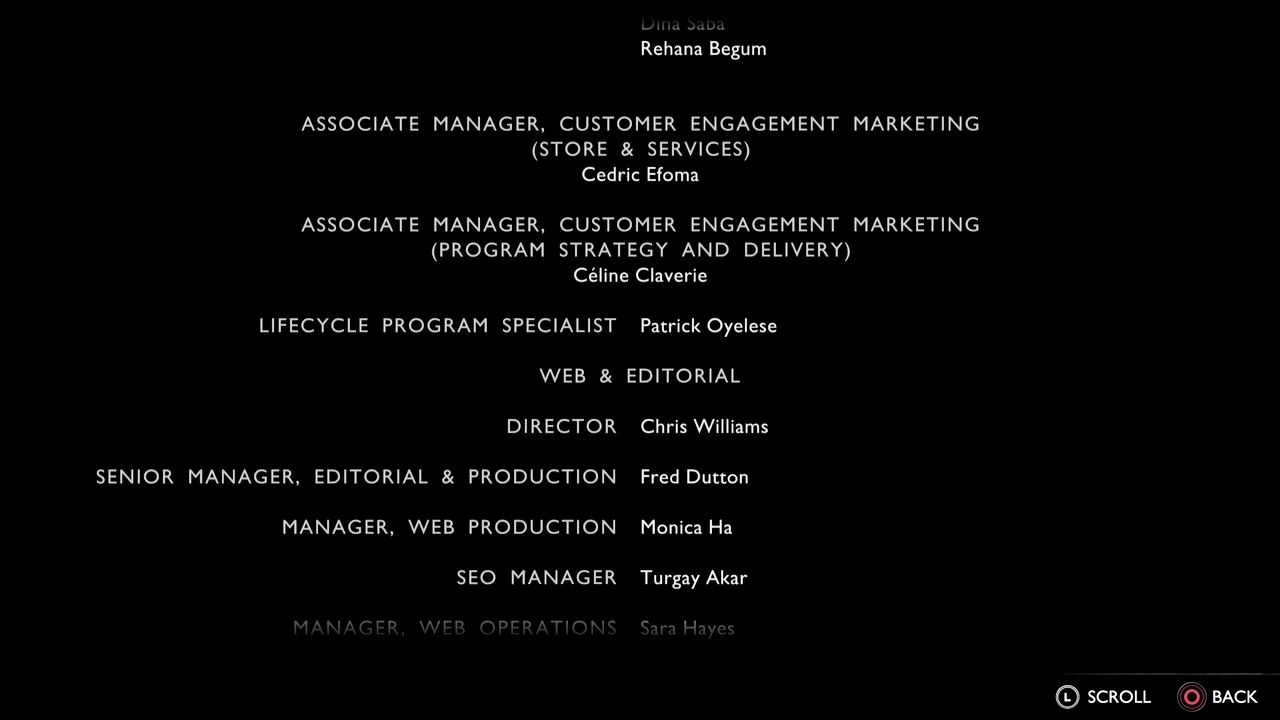 Dina Saba
Rehana Begum
ASSOCIATE MANAGER, CUSTOMER ENGAGEMENT MARKETING
(STORE & SERVICES)
Cedric Efoma
ASSOCIATE MANAGER, CUSTOMER ENGAGEMENT MARKETING
(PROGRAM STRATEGY AND DELIVERY)
Céline Claverie
LIFECYCLE PROGRAM SPECIALIST Patrick Oyelese
WEB & EDITORIAL
DIRECTOR Chris Williams
SENIOR MANAGER, EDITORIAL & PRODUCTION Fred Dutton
MANAGER, WEB PRODUCTION Monica Ha
SEO MANAGER Turgay Akar
MANAGER, WEB OPERATIONS Sara Hayes
L SCROLL BACK